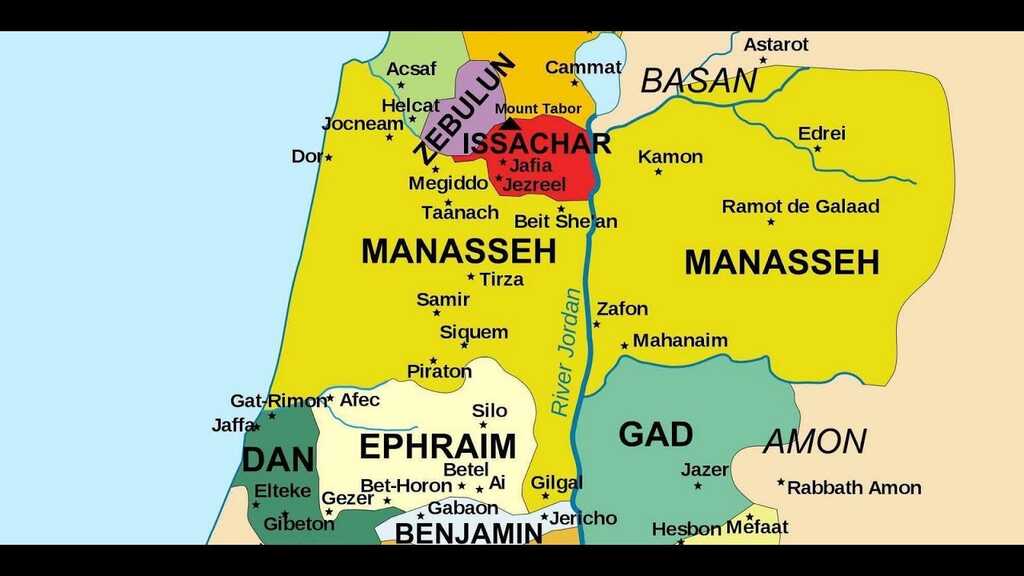 Astarot
Acsaf
Cammat
BASAN
ZEBULUN
Helcat
Mount Tabor
Jocneam
ISSACHAR
Edrei
Dor
Jafia
Kamon
Megiddo
Jezreel
Taanach
Beit She'an
Ramot de Galaad
MANASSEH
MANASSEH
Tirza
Samir
Zafon
Siquem
Mahanaim
River Jordan
Piraton
Gat-Rimon
Afec
Silo
Jaffa
GAD
AMON
DAN
EPHRAIM
Betel
Jazer
Elteke
Bet-Horon
Ai
Gilgal
Rabbath Amon
Gezer
Gabaon
Gibeton
Jericho
BENJAMIN
Hesbon
Mefaat